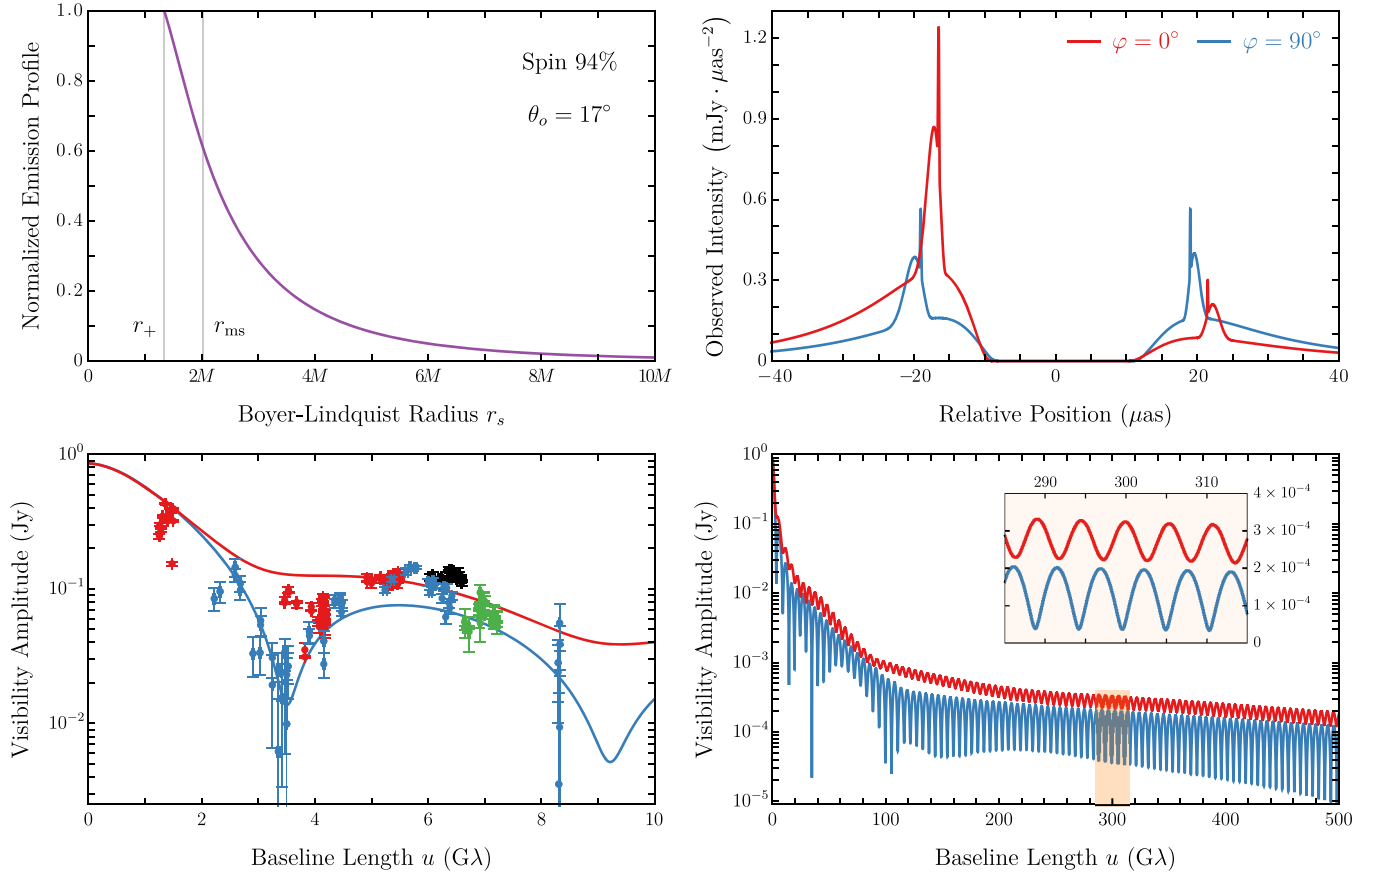 Normalized Emission Profile
1.0
0.8
0.6
0.4
0.2
0
Spin 94%
θₒ = 17°
r₊
r_ms
0
2M
4M
6M
8M
10M
Boyer-Lindquist Radius rₛ
Observed Intensity (mJy · μas⁻²)
1.2
0.9
0.6
0.3
0
φ = 0°
φ = 90°
−40
−20
0
20
40
Relative Position (μas)
Visibility Amplitude (Jy)
10⁰
10⁻¹
10⁻²
0
2
4
6
8
10
Baseline Length u (Gλ)
Visibility Amplitude (Jy)
10⁰
10⁻¹
10⁻²
10⁻³
10⁻⁴
10⁻⁵
290
300
310
4 × 10⁻⁴
3 × 10⁻⁴
2 × 10⁻⁴
1 × 10⁻⁴
0
0
100
200
300
400
500
Baseline Length u (Gλ)